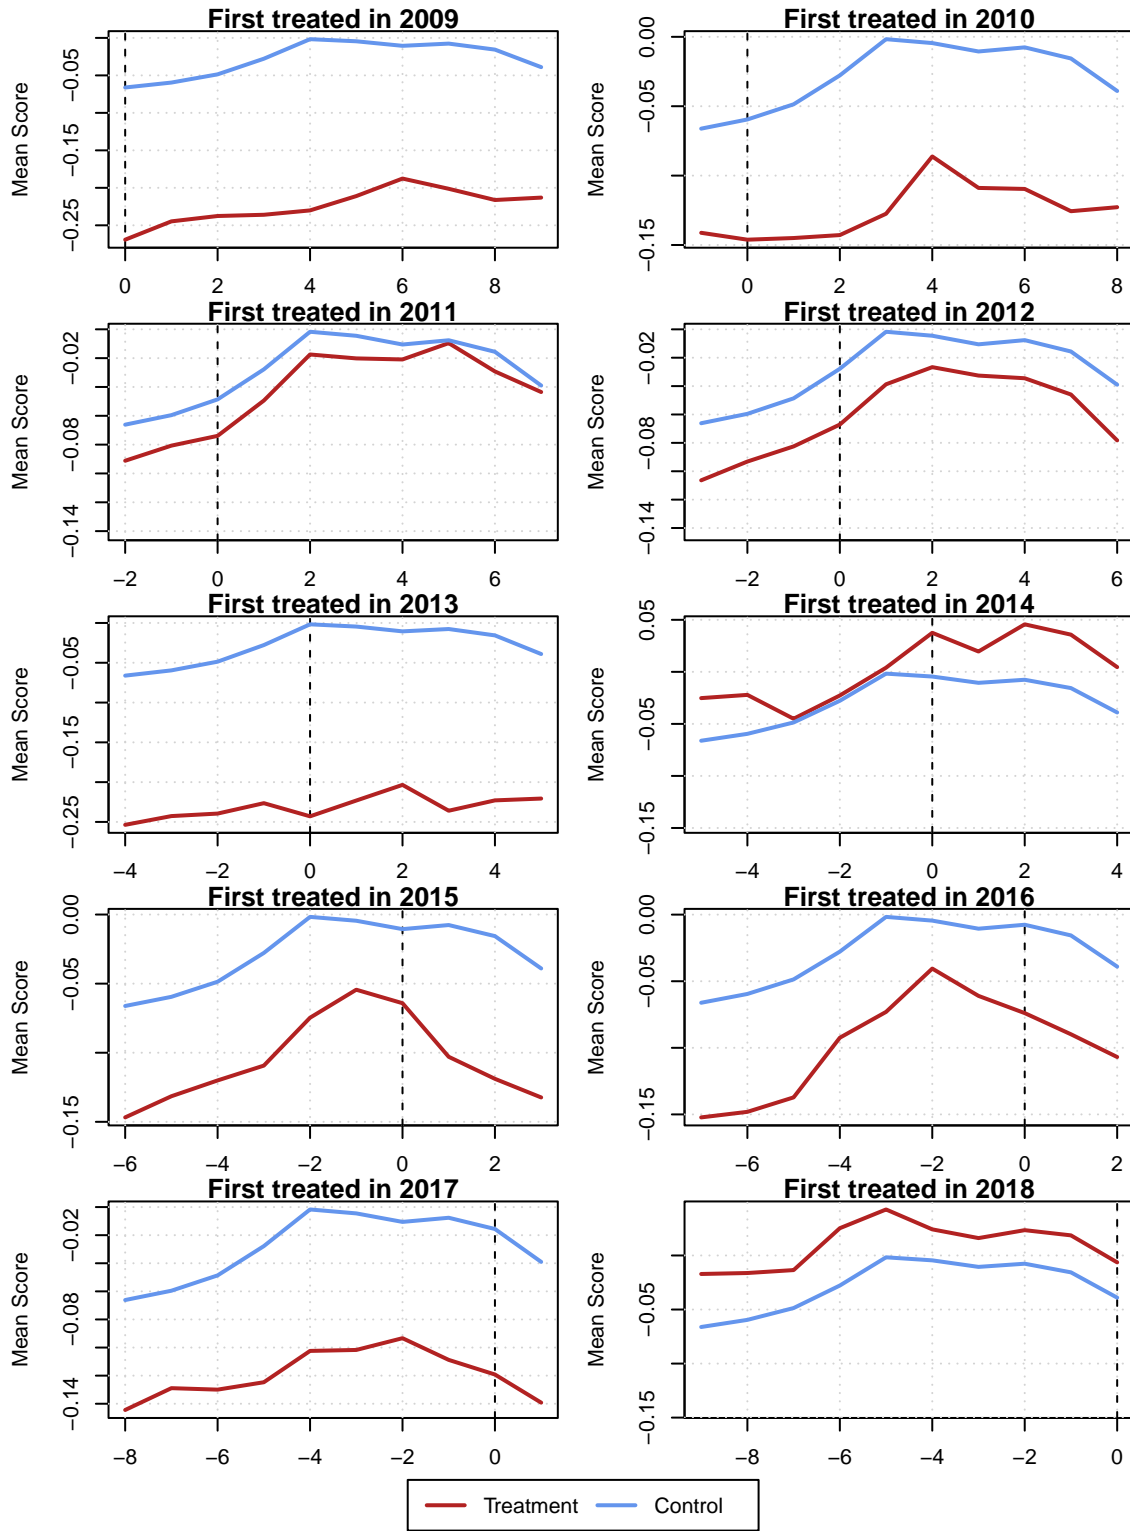 First treated in 2009
Mean Score
−0.05
−0.15
−0.25
0 2 4 6 8
First treated in 2010
Mean Score
0.00
−0.05
−0.15
0 2 4 6 8
First treated in 2011
Mean Score
−0.02
−0.08
−0.14
−2 0 2 4 6
First treated in 2012
Mean Score
−0.02
−0.08
−0.14
−2 0 2 4 6
First treated in 2013
Mean Score
−0.05
−0.15
−0.25
−4 −2 0 2 4
First treated in 2014
Mean Score
0.05
−0.05
−0.15
−4 −2 0 2 4
First treated in 2015
Mean Score
0.00
−0.05
−0.15
−6 −4 −2 0 2
First treated in 2016
Mean Score
0.00
−0.05
−0.15
−6 −4 −2 0 2
First treated in 2017
Mean Score
−0.02
−0.08
−0.14
−8 −6 −4 −2 0
First treated in 2018
Mean Score
−0.05
−0.15
−8 −6 −4 −2 0
Treatment Control